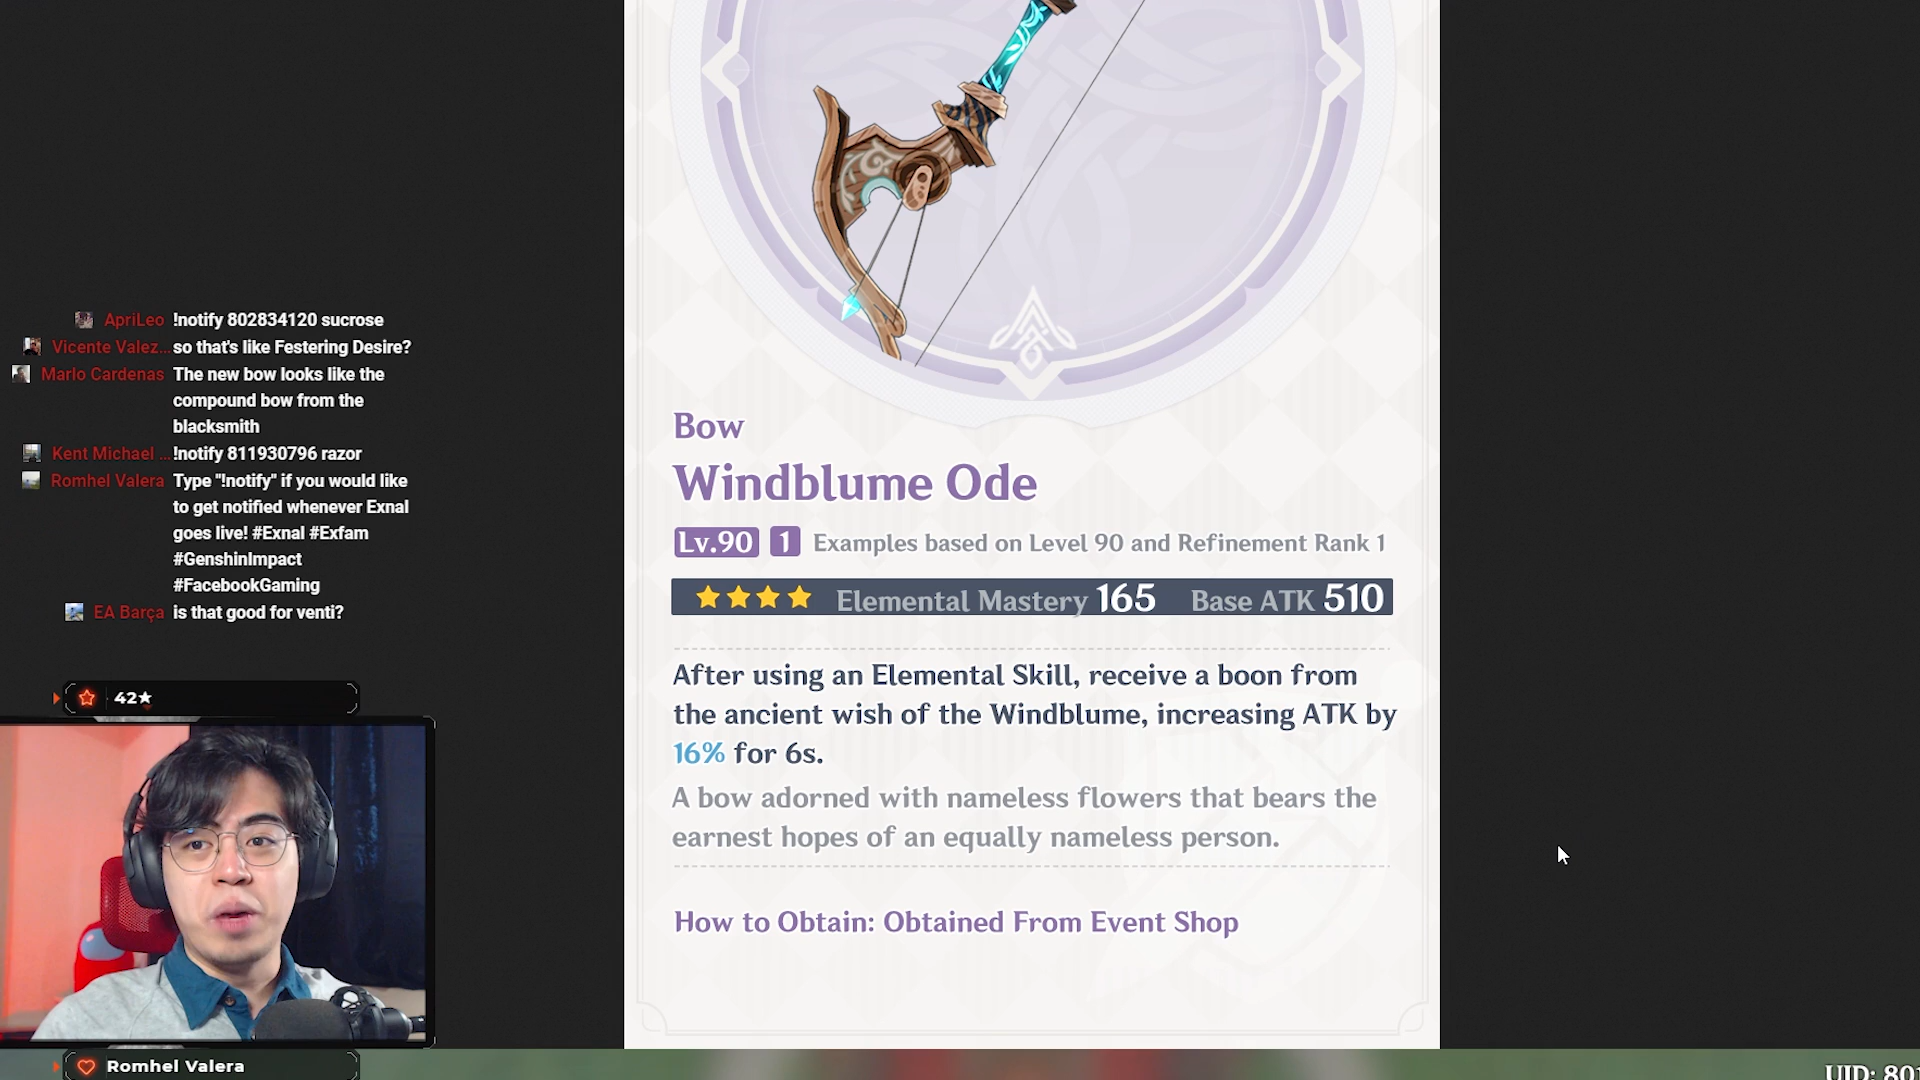 ApriLeo !notify 802834120 sucrose
Vicente Valez... so that's like Festering Desire?
Marlo Cardenas The new bow looks like the
compound bow from the
blacksmith
Kent Michael ... !notify 811930796 razor
Romhel Valera Type "!notify" if you would like
to get notified whenever Exnal
goes live! #Exnal #Exfam
#GenshinImpact
#FacebookGaming
EA Barça is that good for venti?
42★
Romhel Valera
Bow
Windblume Ode
Lv.90 1 Examples based on Level 90 and Refinement Rank 1
Elemental Mastery 165 Base ATK 510
After using an Elemental Skill, receive a boon from
the ancient wish of the Windblume, increasing ATK by
16% for 6s.
A bow adorned with nameless flowers that bears the
earnest hopes of an equally nameless person.
How to Obtain: Obtained From Event Shop
UID: 801